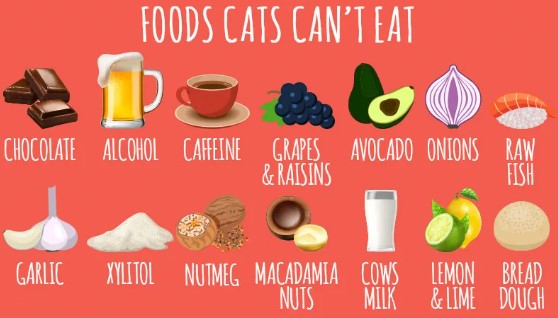 FOODS CATS CAN'T EAT
CHOCOLATE
ALCOHOL
CAFFEINE
GRAPES
& RAISINS
AVOCADO
ONIONS
RAW
FISH
GARLIC
XYLITOL
NUTMEG
MACADAMIA
NUTS
COWS
MILK
LEMON
& LIME
BREAD
DOUGH